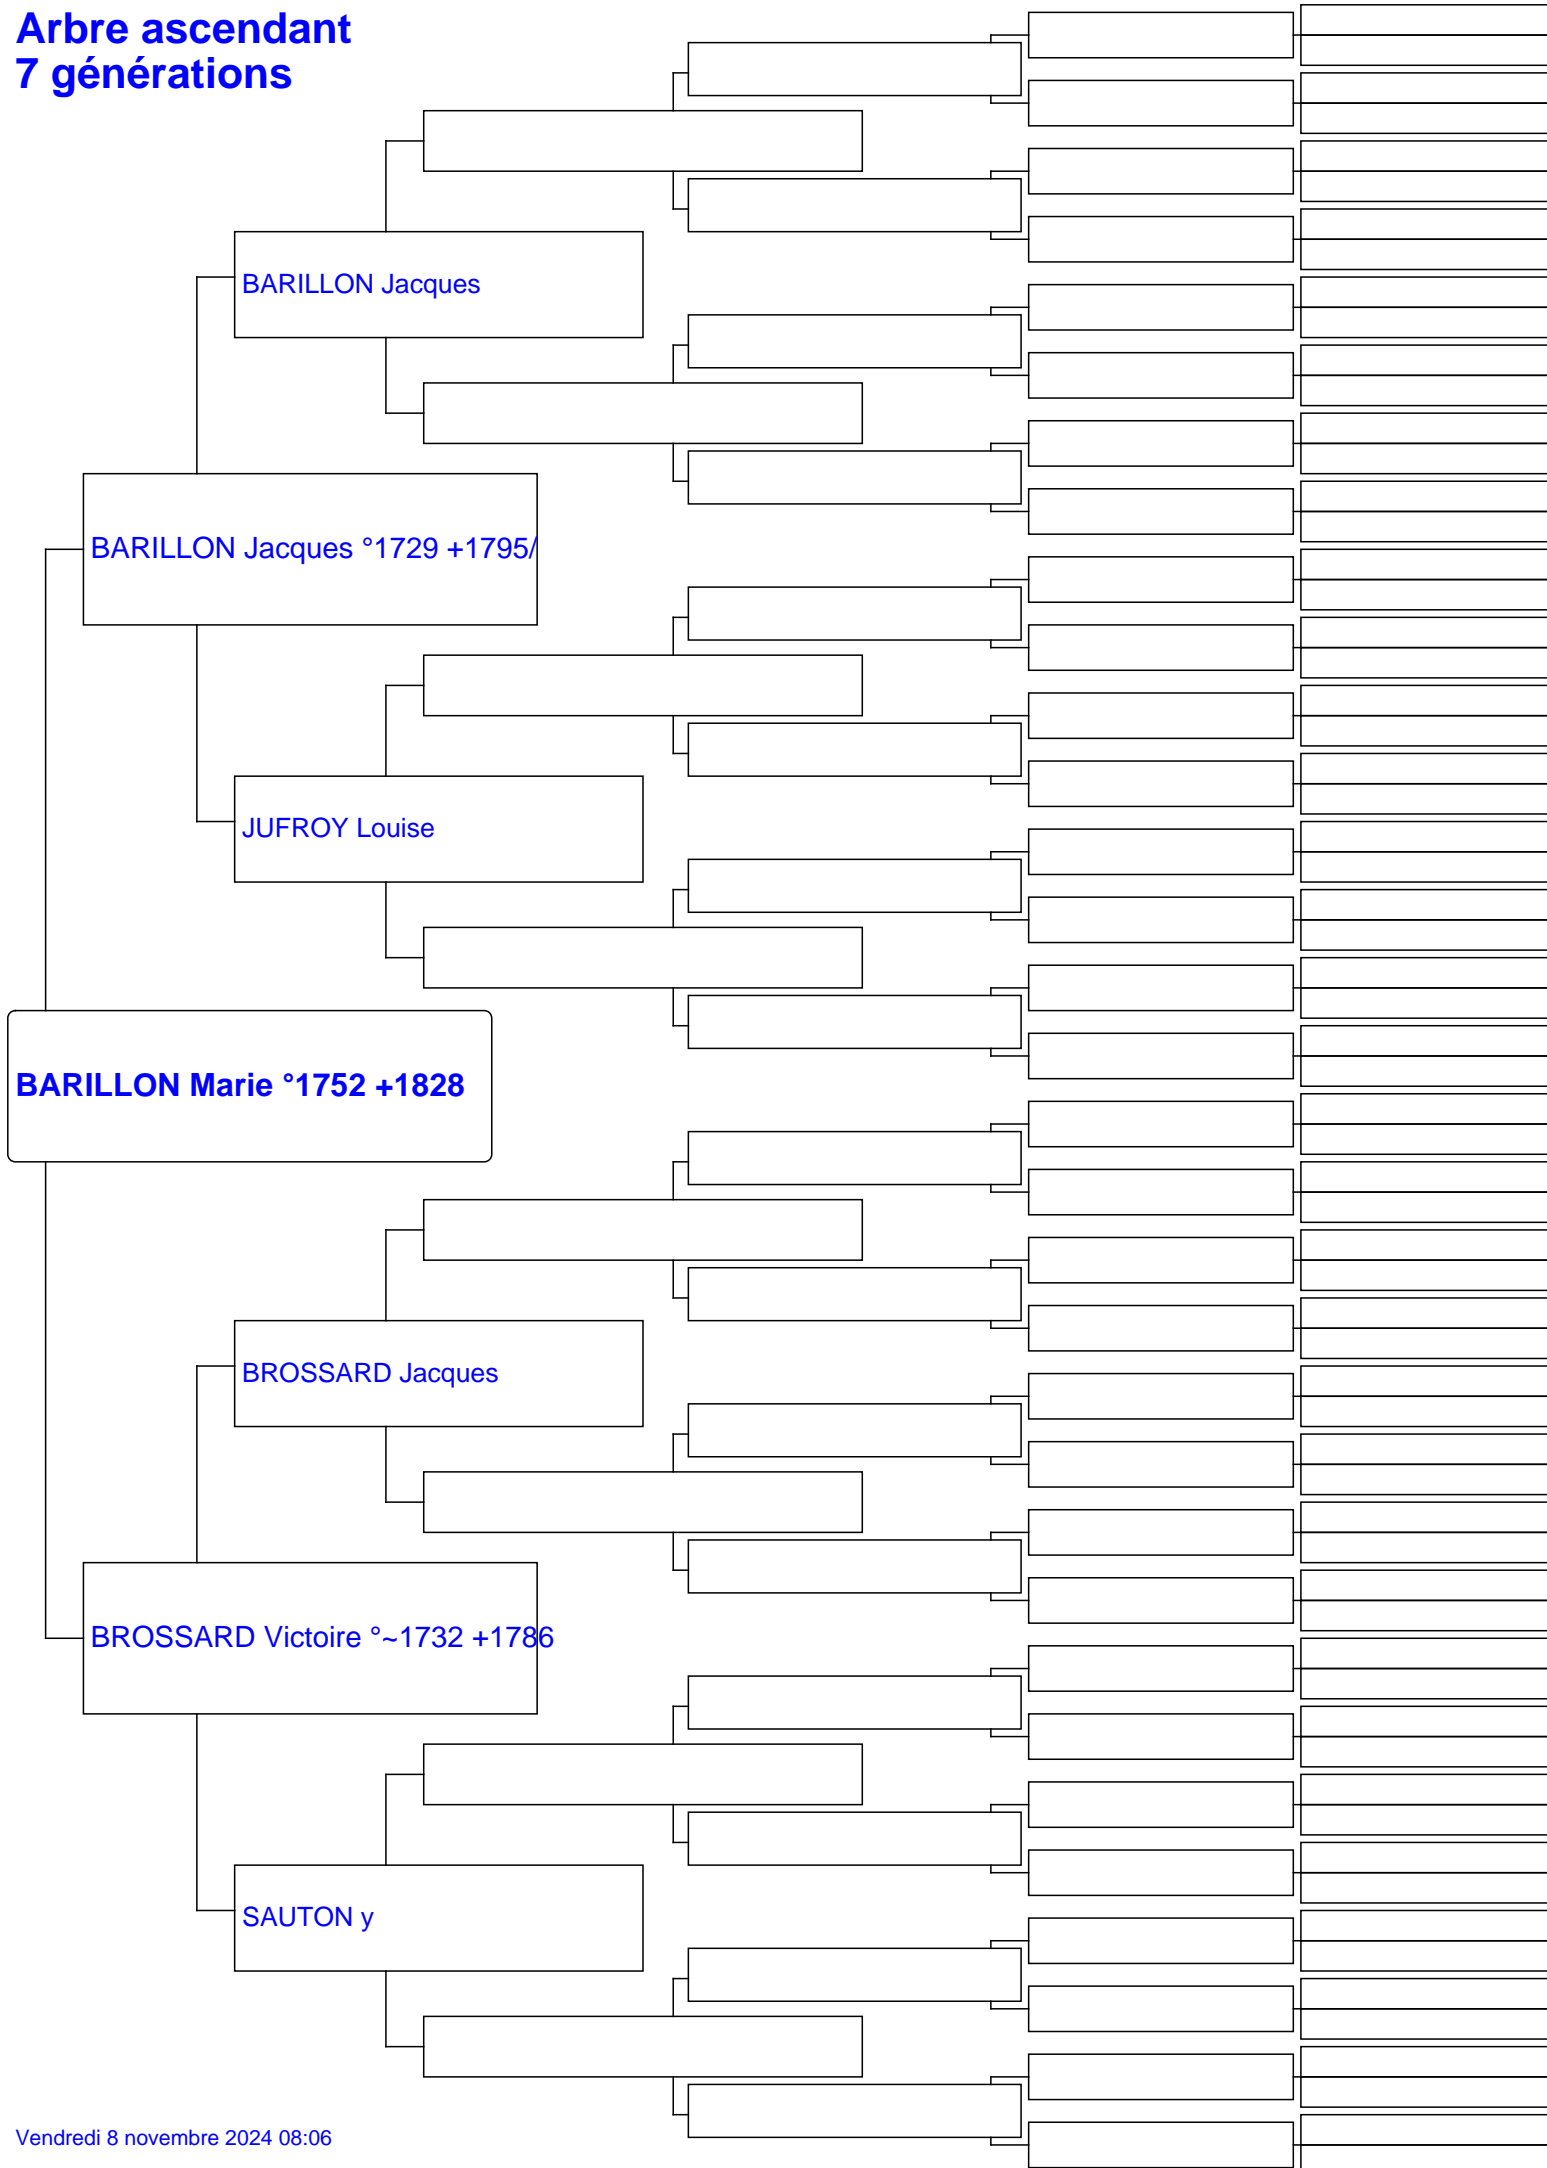 Arbre ascendant
7 générations
BARILLON Jacques
BARILLON Jacques °1729 +1795/
JUFROY Louise
BARILLON Marie °1752 +1828
BROSSARD Jacques
BROSSARD Victoire °~1732 +1786
SAUTON y
Vendredi 8 novembre 2024 08:06